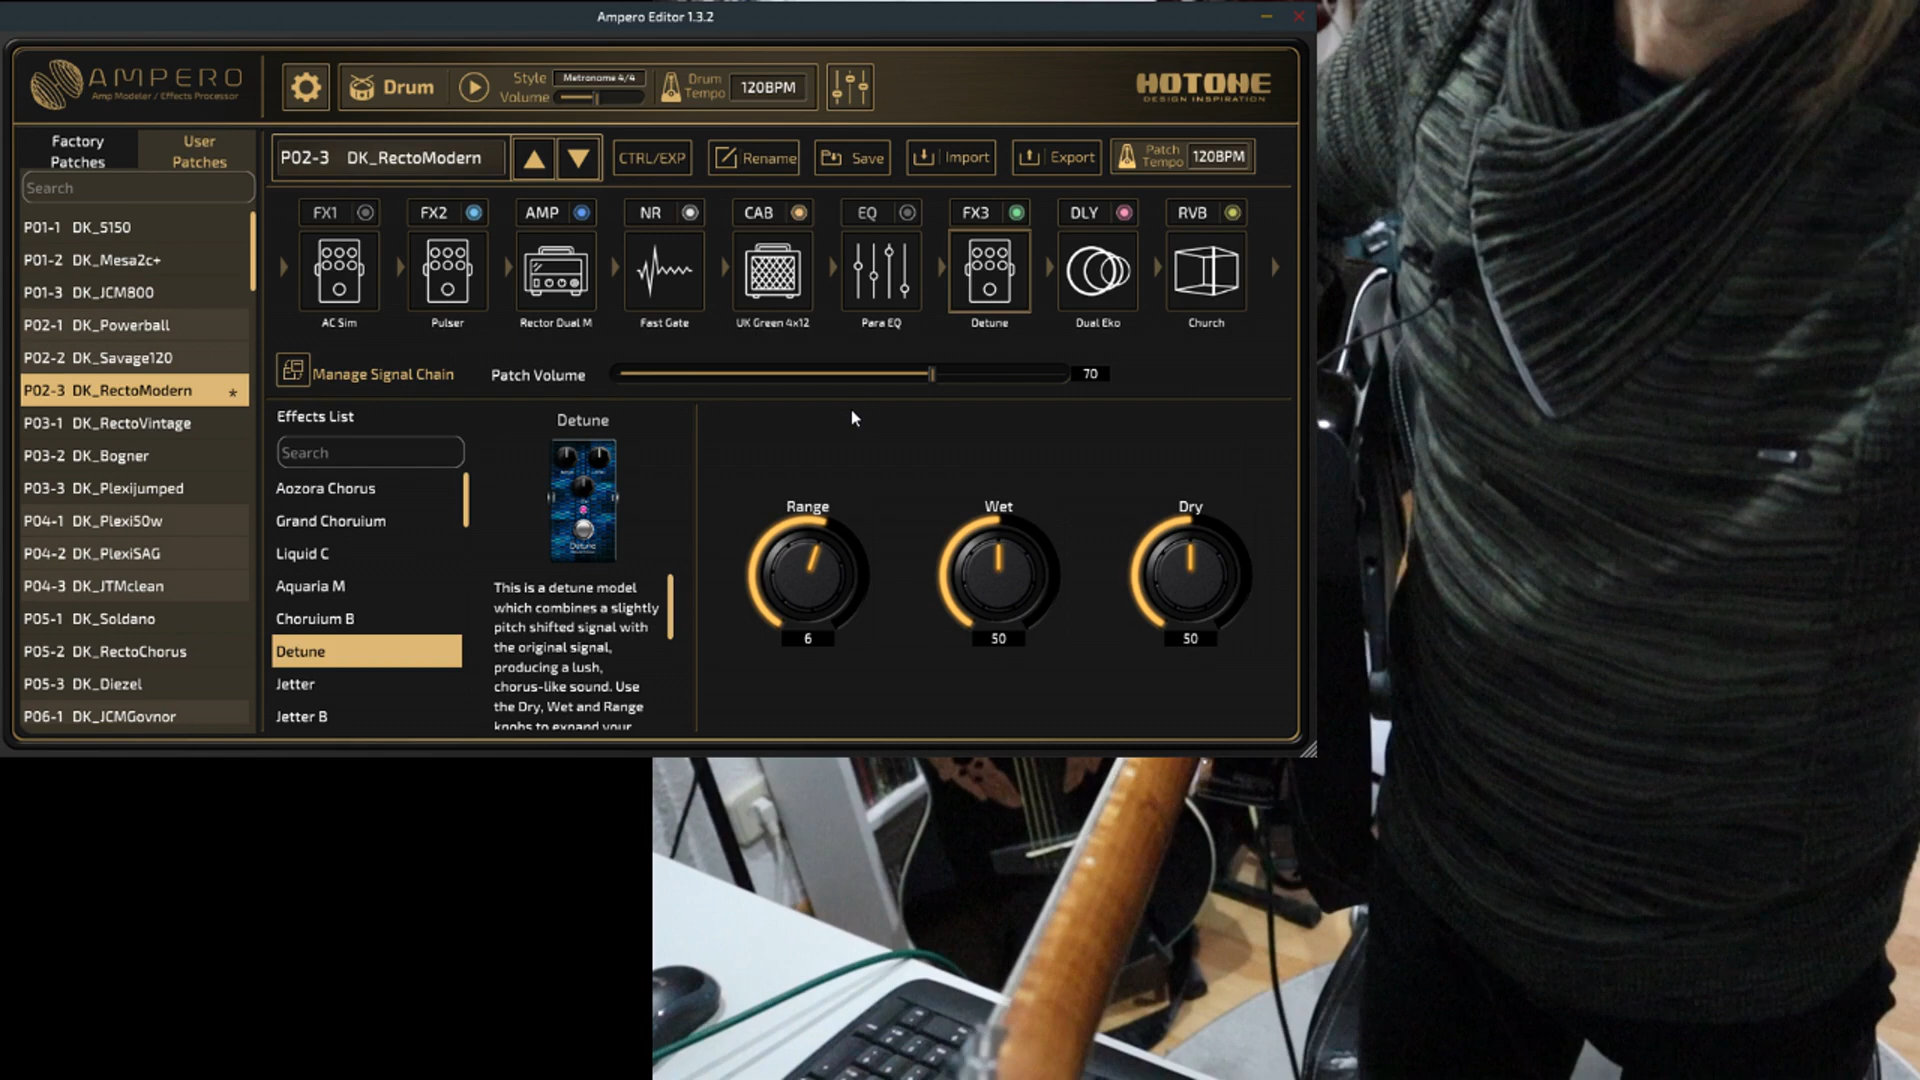 Ampero Editor 1.3.2
AMPERO
Amp Modeler / Effects Processor
Drum
Style
Metronome 4/4
Volume
Drum
Tempo
120BPM
HOTONE
DESIGN INSPIRATION
Factory
Patches
User
Patches
Search
P01-1 DK_5150
P01-2 DK_Mesa2c+
P01-3 DK_JCM800
P02-1 DK_Powerball
P02-2 DK_Savage120
P02-3 DK_RectoModern *
P03-1 DK_RectoVintage
P03-2 DK_Bogner
P03-3 DK_Plexijumped
P04-1 DK_Plexi50w
P04-2 DK_PlexiSAG
P04-3 DK_JTMclean
P05-1 DK_Soldano
P05-2 DK_RectoChorus
P05-3 DK_Diezel
P06-1 DK_JCMGovnor
P02-3 DK_RectoModern
CTRL/EXP
Rename
Save
Import
Export
Patch
Tempo
120BPM
FX1
FX2
AMP
NR
CAB
EQ
FX3
DLY
RVB
AC Sim
Pulser
Rector Dual M
Fast Gate
UK Green 4x12
Para EQ
Detune
Dual Eko
Church
Manage Signal Chain
Patch Volume
70
Effects List
Search
Aozora Chorus
Grand Choruium
Liquid C
Aquaria M
Choruium B
Detune
Jetter
Jetter B
Detune
Detune
This is a detune model
which combines a slightly
pitch shifted signal with
the original signal,
producing a lush,
chorus-like sound. Use
the Dry, Wet and Range
knobs to expand your
Range
6
Wet
50
Dry
50